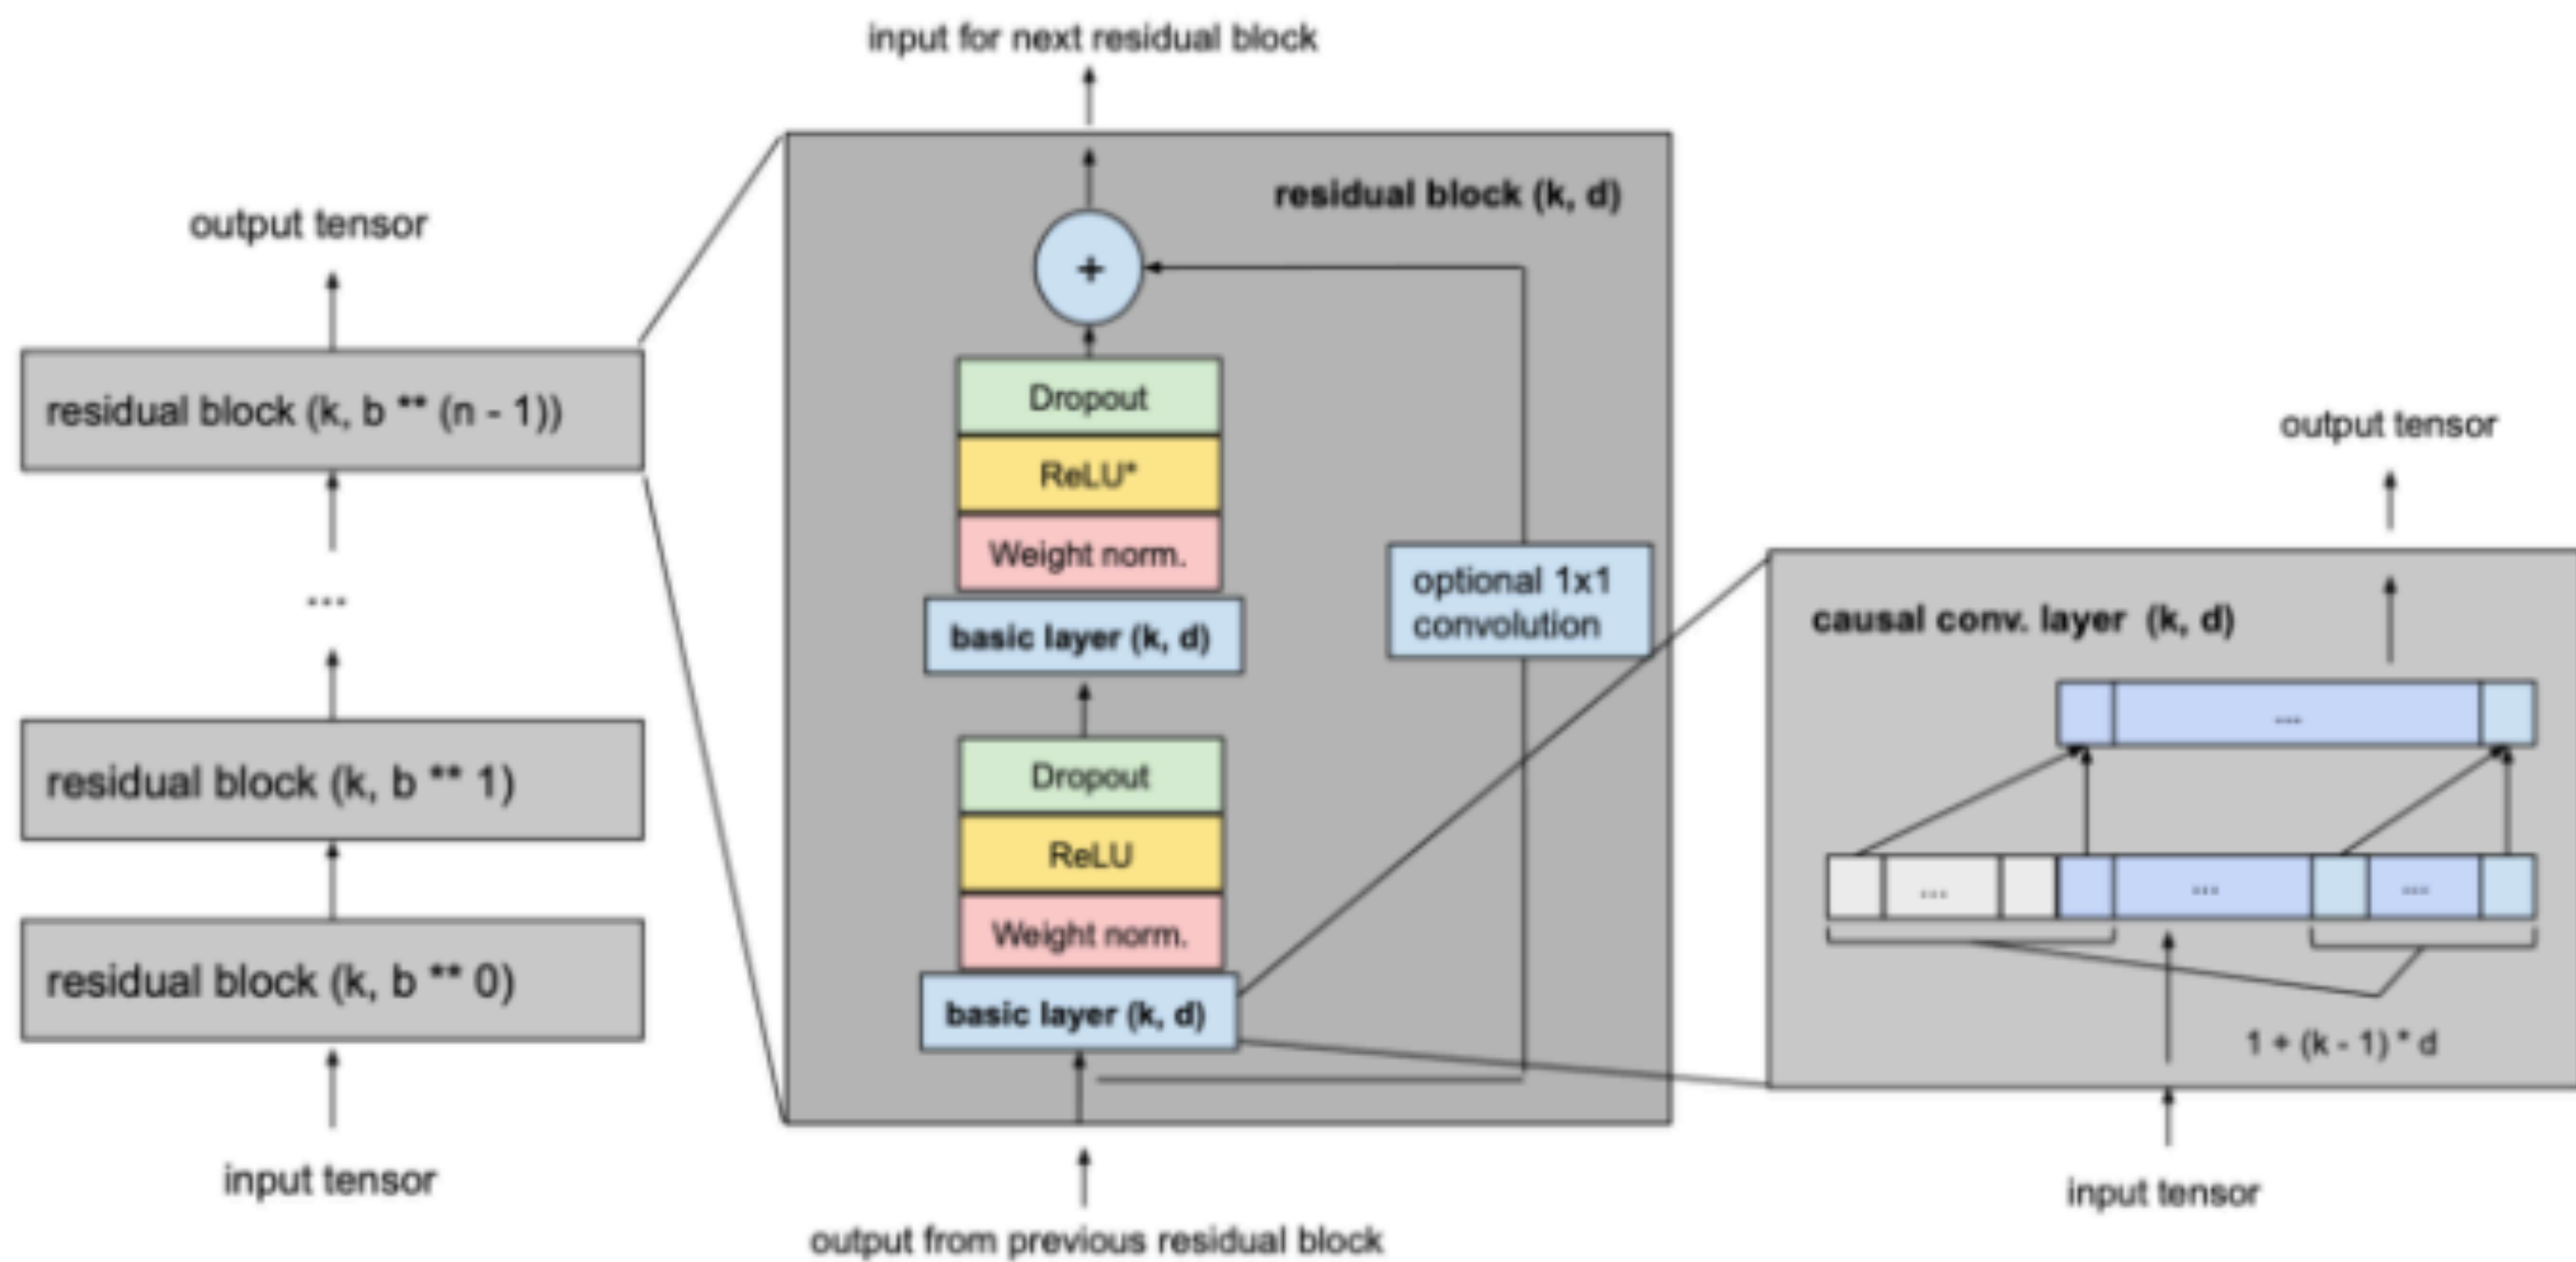 output tensor
residual block (k, b ** (n - 1))
...
residual block (k, b ** 1)
residual block (k, b ** 0)
input tensor
input for next residual block
residual block (k, d)
+
Dropout
ReLU*
Weight norm.
basic layer (k, d)
optional 1x1
convolution
Dropout
ReLU
Weight norm.
basic layer (k, d)
output from previous residual block
output tensor
causal conv. layer (k, d)
...
... ... ...
1 + (k - 1) * d
input tensor